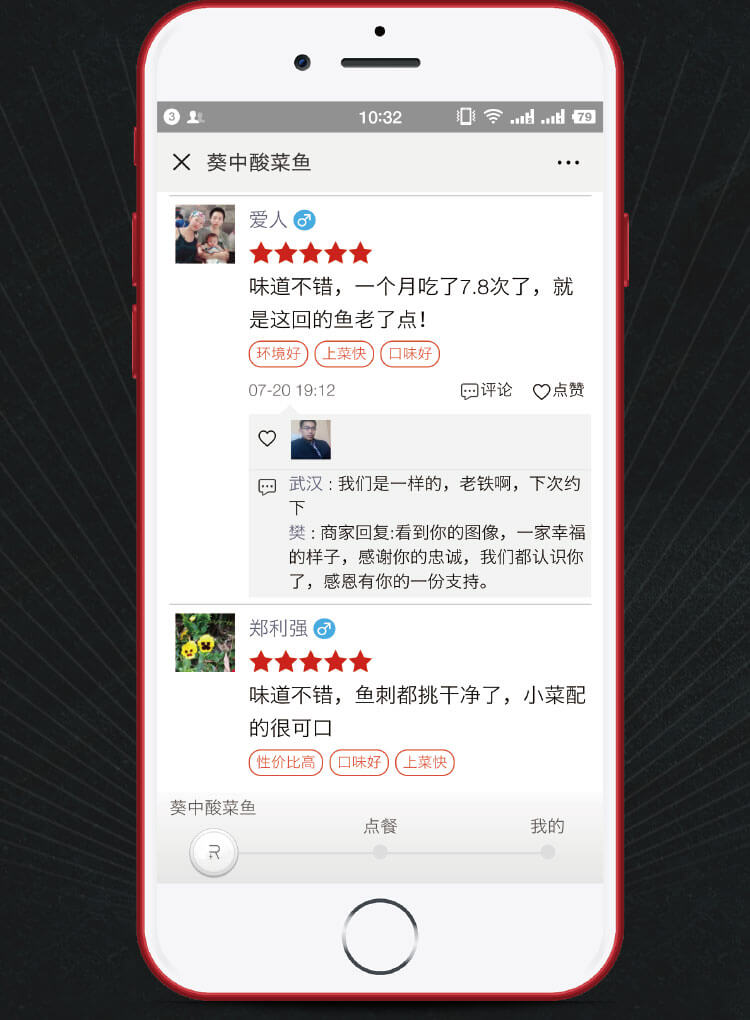 3 10:32 79
葵中酸菜鱼
爱人
味道不错，一个月吃了7.8次了，就
是这回的鱼老了点！
环境好 上菜快 口味好
07-20 19:12 评论 点赞
武汉：我们是一样的，老铁啊，下次约
下
樊：商家回复:看到你的图像，一家幸福
的样子，感谢你的忠诚，我们都认识你
了，感恩有你的一份支持。
郑利强
味道不错，鱼刺都挑干净了，小菜配
的很可口
性价比高 口味好 上菜快
葵中酸菜鱼
点餐 我的
R